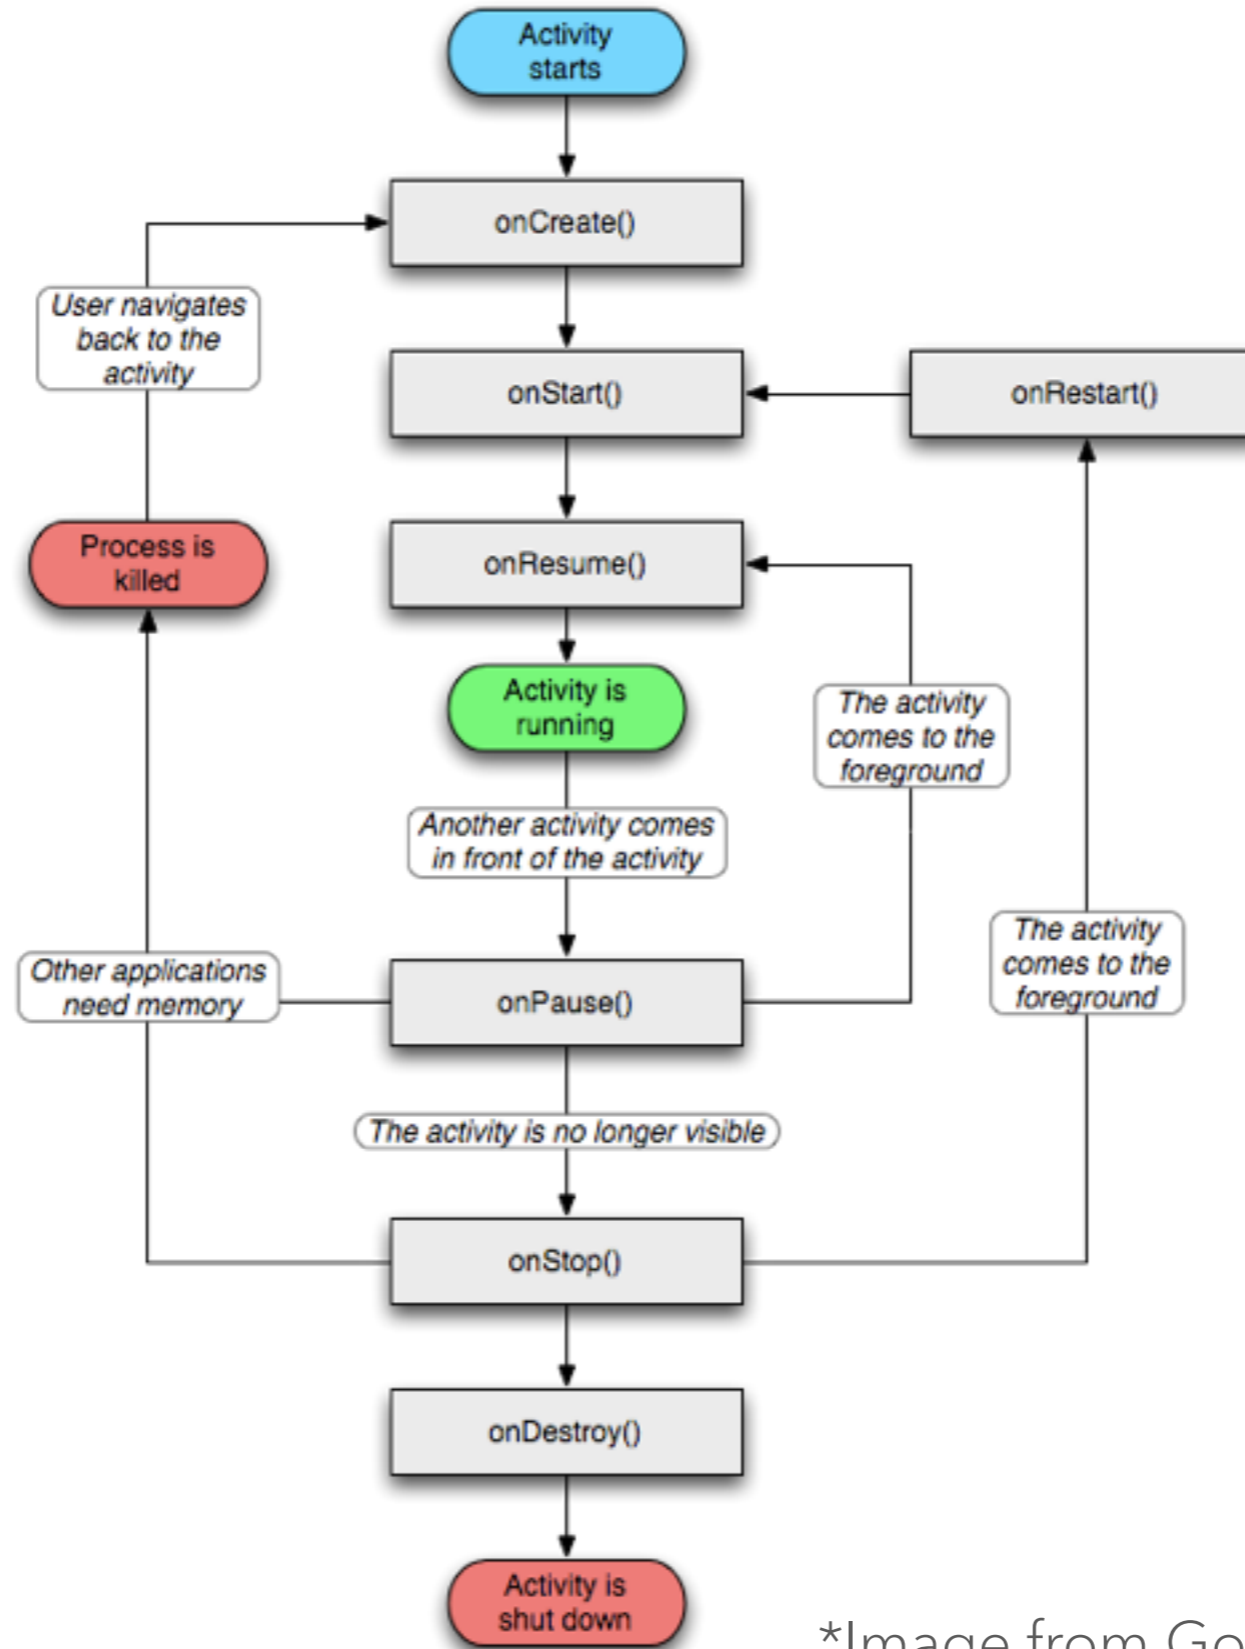 Activity
starts
onCreate()
User navigates
back to the
activity
onStart()
onRestart()
Process is
killed
onResume()
Activity is
running
The activity
comes to the
foreground
Another activity comes
in front of the activity
The activity
comes to the
foreground
Other applications
need memory
onPause()
The activity is no longer visible
onStop()
onDestroy()
Activity is
shut down
*Image from